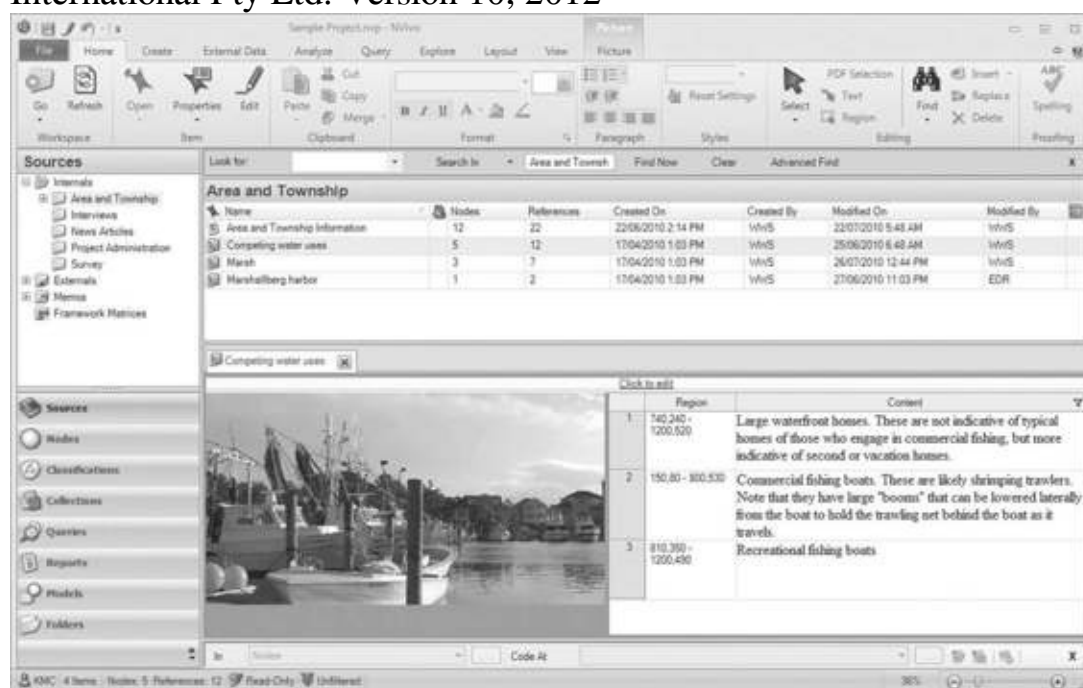 International Pty Ltd. Version 10, 2012
Sample Project.nvp - NVivo
File Home Create External Data Analyze Query Explore Layout View Picture
Go Refresh Open Properties Edit Paste Cut Copy Merge
B I U A Reset Settings Select PDF Selection Text Region Find Insert Replace Delete ABC Spelling
Workspace Item Clipboard Format Paragraph Styles Editing Proofing
Sources
Look for: Search In Area and Townsh Find Now Clear Advanced Find x
Internals
Area and Township
Interviews
News Articles
Project Administration
Survey
Externals
Memos
Framework Matrices
Area and Township
Name Nodes References Created On Created By Modified On Modified By
Area and Township Information 12 22 22/06/2010 2:14 PM WWS 22/07/2010 5:48 AM WWS
Competing water uses 5 12 17/04/2010 1:03 PM WWS 25/06/2010 6:48 AM WWS
Marsh 3 7 17/04/2010 1:03 PM WWS 26/07/2010 12:44 PM WWS
Marshallberg harbor 1 2 17/04/2010 1:03 PM WWS 27/06/2010 11:03 PM EDR
Competing water uses
Click to edit
Region Content
1 740,240 - 1200,520 Large waterfront homes. These are not indicative of typical
homes of those who engage in commercial fishing, but more
indicative of second or vacation homes.
2 150,80 - 800,530 Commercial fishing boats. These are likely shrimping trawlers.
Note that they have large "booms" that can be lowered laterally
from the boat to hold the trawling net behind the boat as it
travels.
3 810,350 - 1200,490 Recreational fishing boats
Sources
Nodes
Classifications
Collections
Queries
Reports
Models
Folders
In Nodes Code At x
KMC 4 Items Nodes: 5 References: 12 Read-Only Unfiltered 36%